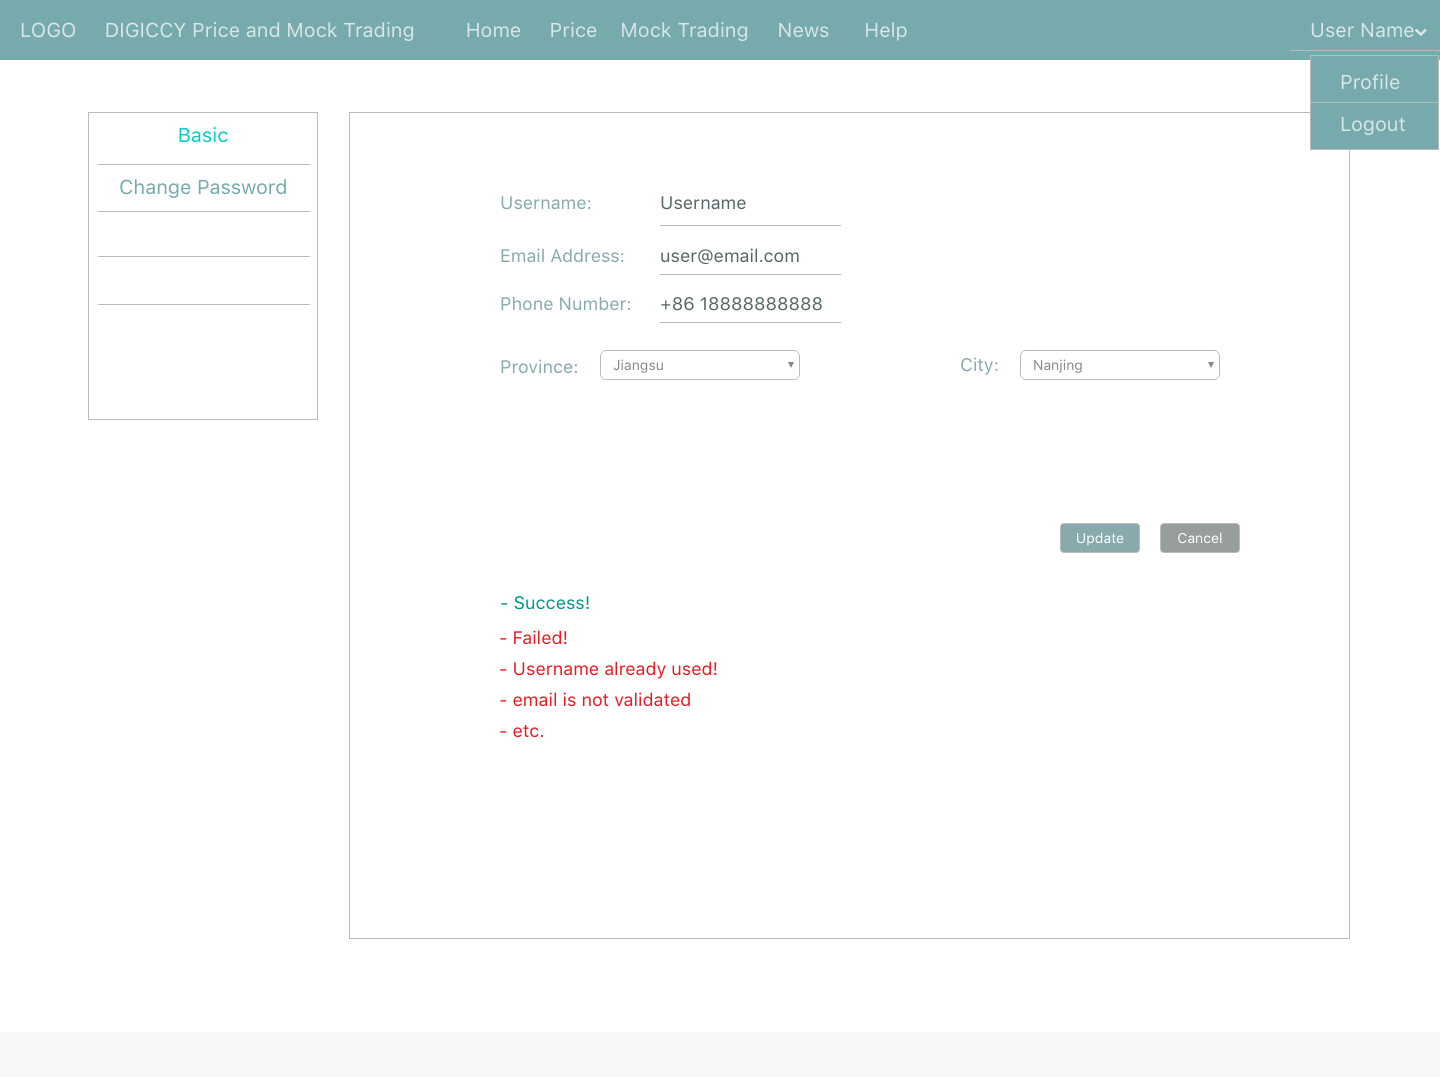 LOGO DIGICCY Price and Mock Trading Home Price Mock Trading News Help User Name
Profile
Logout
Basic
Change Password
Username: Username
Email Address: user@email.com
Phone Number: +86 18888888888
Province: Jiangsu City: Nanjing
Update Cancel
- Success!
- Failed!
- Username already used!
- email is not validated
- etc.